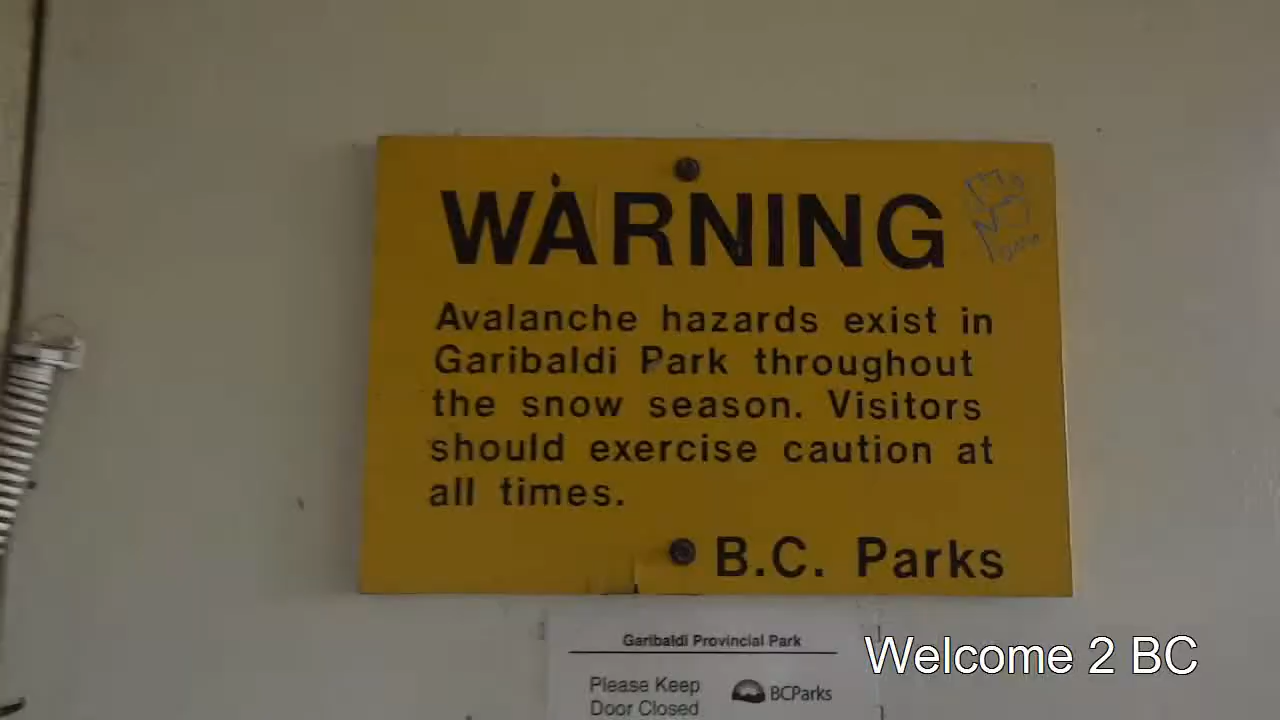 WARNING
Avalanche hazards exist in
Garibaldi Park throughout
the snow season. Visitors
should exercise caution at
all times.
B.C. Parks
Garibaldi Provincial Park
Please Keep
Door Closed
BCParks
Welcome 2 BC